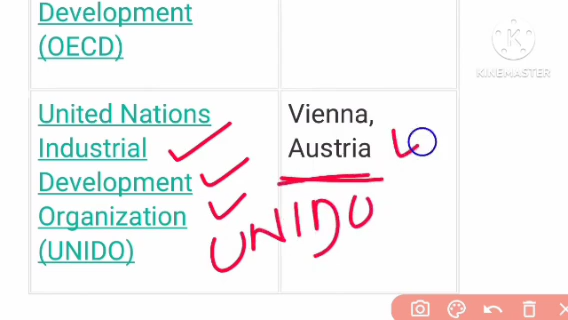 Development
(OECD)
KINEMASTER
United Nations
Industrial
Development
Organization
(UNIDO)
Vienna,
Austria
UNIDO